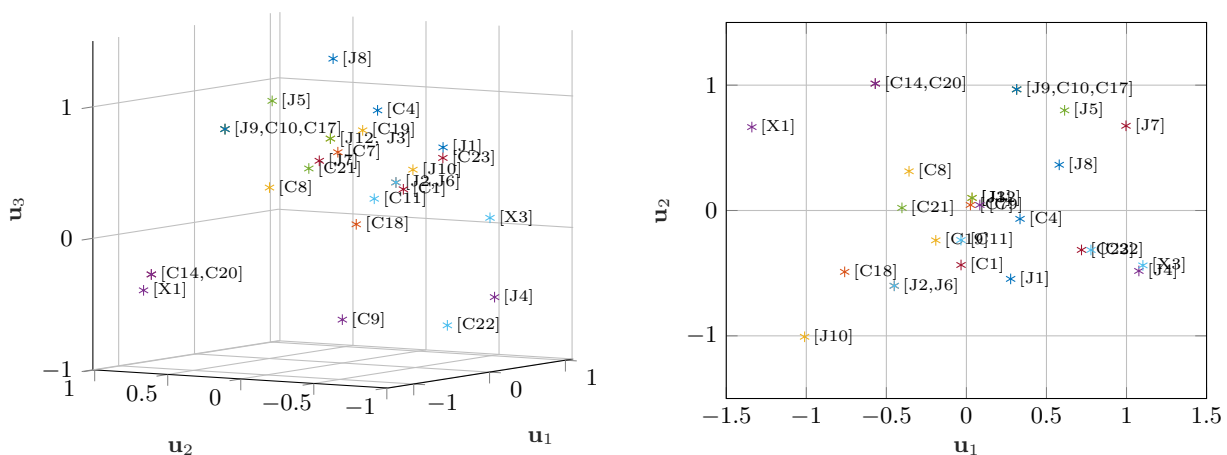 [J8]
[J5]
[C4]
[J9,C10,C17]
[C19]
[J12, J3]
[J1]
[C7]
[C23]
[J7]
[C21]
[J10]
[J2,J6]
[C8]
[C1]
[C11]
[X3]
[C18]
[C14,C20]
[X1]
[J4]
[C9]
[C22]
1
0
−1
u3
1
0.5
0
−0.5
−1
u2
−1
0
1
u1
[C14,C20]
[J9,C10,C17]
[J5]
[X1]
[J7]
[J8]
[C8]
[C21]
[C4]
[C19]
[C11]
[C23]
[C22]
[C1]
[X3]
[J4]
[C18]
[J1]
[J2,J6]
[J10]
1
0
−1
u2
−1.5
−1
−0.5
0
0.5
1
1.5
u1